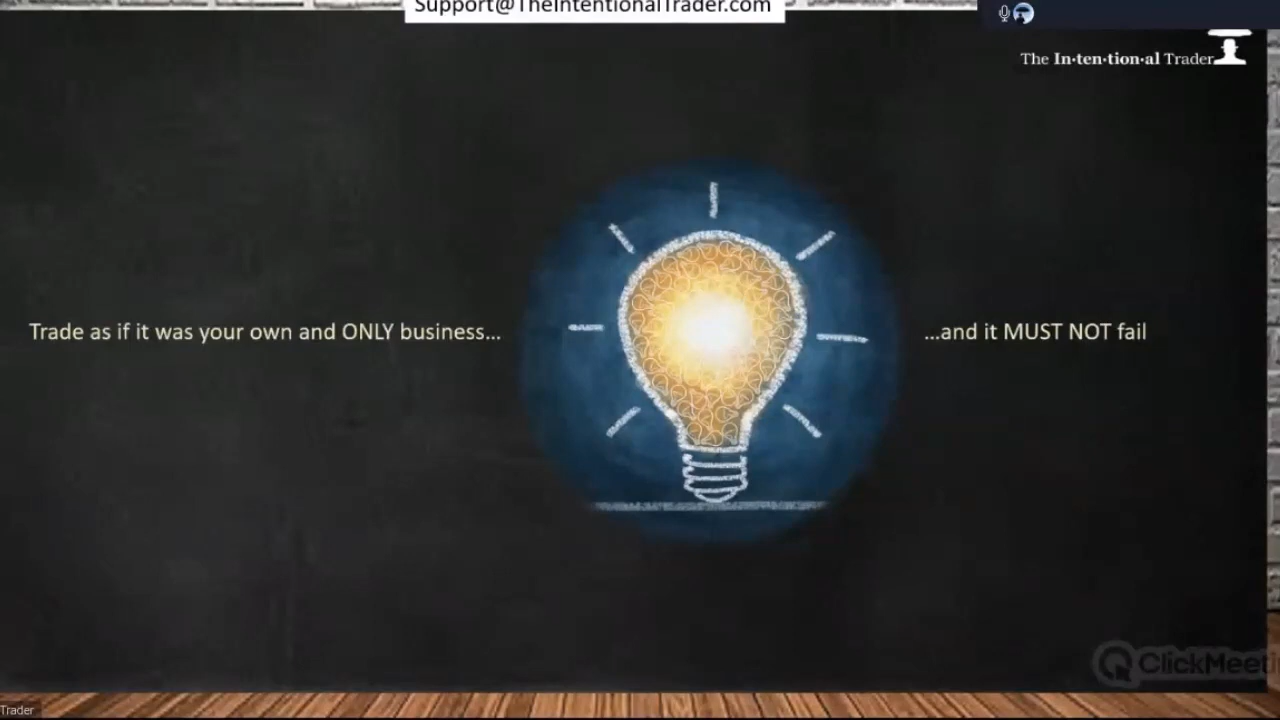 Support@TheIntentionalTrader.com
The In·ten·tion·al Trader
Trade as if it was your own and ONLY business...
...and it MUST NOT fail
ClickMeeti
Trader